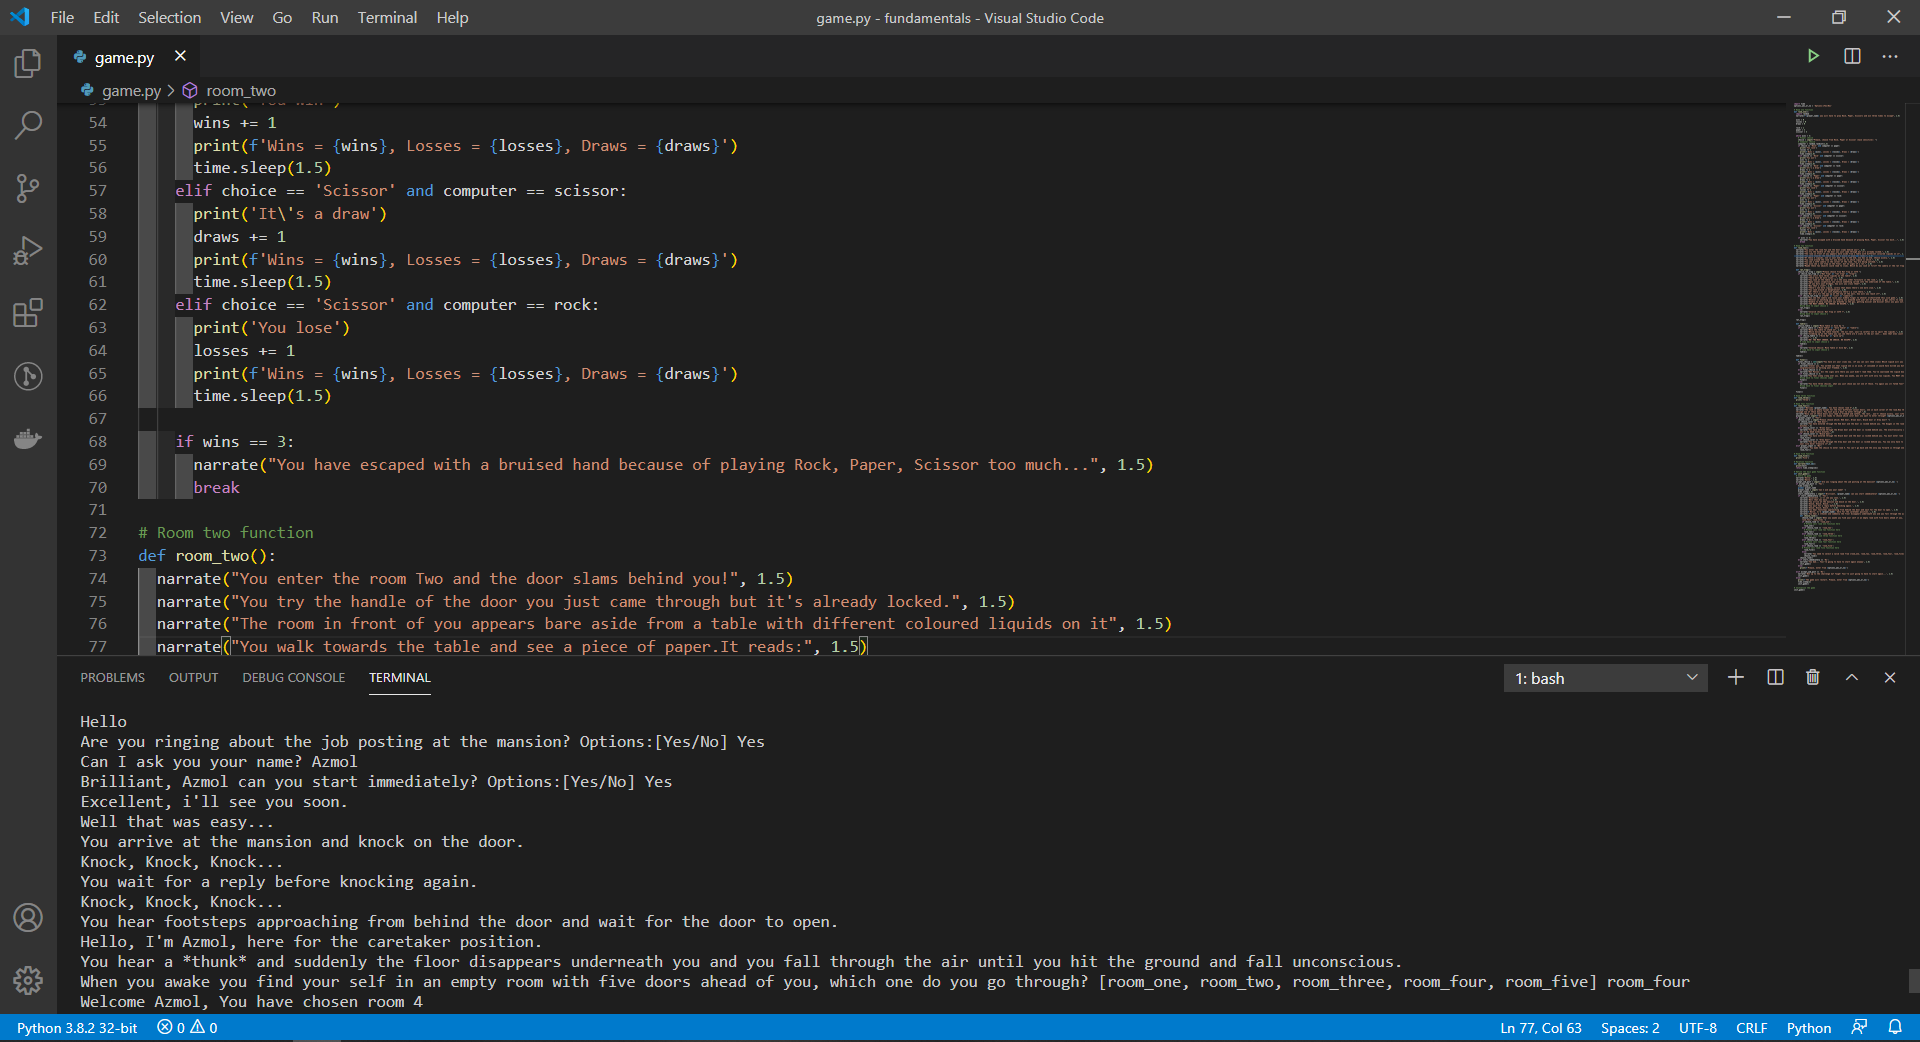 File Edit Selection View Go Run Terminal Help
game.py - fundamentals - Visual Studio Code
game.py
game.py > room_two
53 print('You win')
54 wins += 1
55 print(f'Wins = {wins}, Losses = {losses}, Draws = {draws}')
56 time.sleep(1.5)
57 elif choice == 'Scissor' and computer == scissor:
58 print('It\'s a draw')
59 draws += 1
60 print(f'Wins = {wins}, Losses = {losses}, Draws = {draws}')
61 time.sleep(1.5)
62 elif choice == 'Scissor' and computer == rock:
63 print('You lose')
64 losses += 1
65 print(f'Wins = {wins}, Losses = {losses}, Draws = {draws}')
66 time.sleep(1.5)
67
68 if wins == 3:
69 narrate("You have escaped with a bruised hand because of playing Rock, Paper, Scissor too much...", 1.5)
70 break
71
72 # Room two function
73 def room_two():
74 narrate("You enter the room Two and the door slams behind you!", 1.5)
75 narrate("You try the handle of the door you just came through but it's already locked.", 1.5)
76 narrate("The room in front of you appears bare aside from a table with different coloured liquids on it", 1.5)
77 narrate("You walk towards the table and see a piece of paper.It reads:", 1.5)
PROBLEMS OUTPUT DEBUG CONSOLE TERMINAL
1: bash
Hello
Are you ringing about the job posting at the mansion? Options:[Yes/No] Yes
Can I ask you your name? Azmol
Brilliant, Azmol can you start immediately? Options:[Yes/No] Yes
Excellent, i'll see you soon.
Well that was easy...
You arrive at the mansion and knock on the door.
Knock, Knock, Knock...
You wait for a reply before knocking again.
Knock, Knock, Knock...
You hear footsteps approaching from behind the door and wait for the door to open.
Hello, I'm Azmol, here for the caretaker position.
You hear a *thunk* and suddenly the floor disappears underneath you and you fall through the air until you hit the ground and fall unconscious.
When you awake you find your self in an empty room with five doors ahead of you, which one do you go through? [room_one, room_two, room_three, room_four, room_five] room_four
Welcome Azmol, You have chosen room 4
Python 3.8.2 32-bit 0 0
Ln 77, Col 63 Spaces: 2 UTF-8 CRLF Python